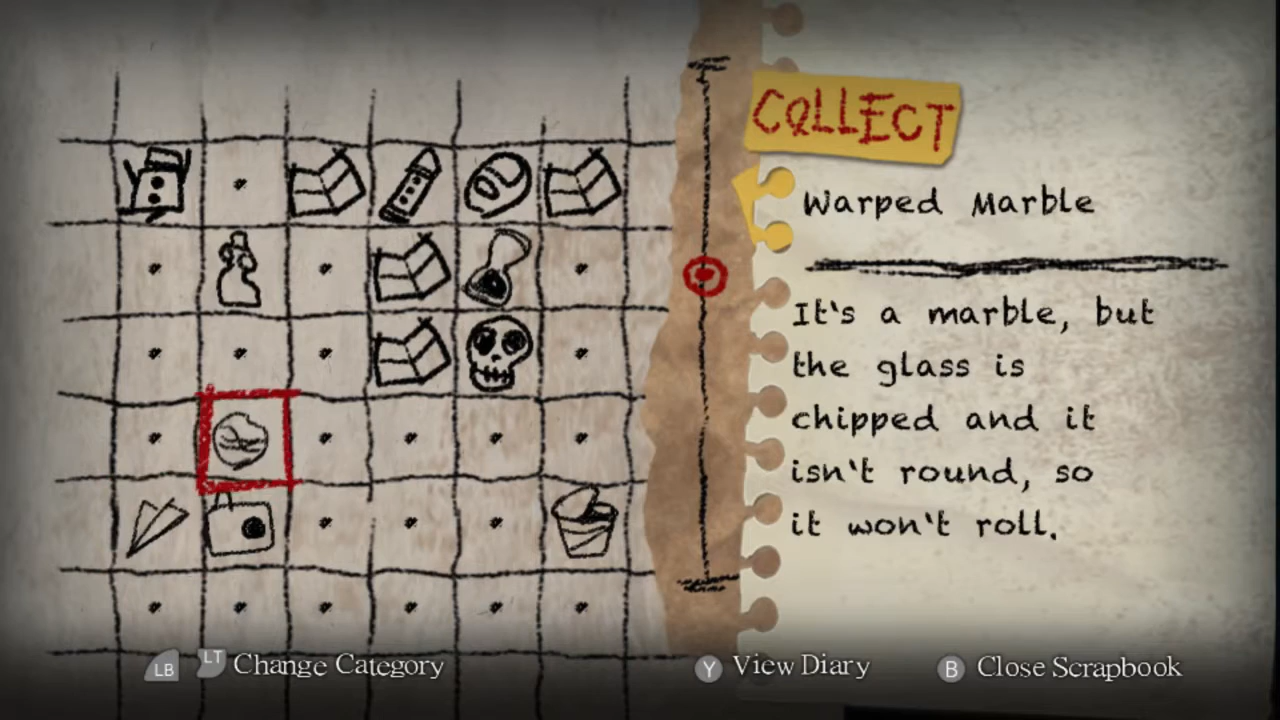 COLLECT
Warped Marble
It's a marble, but
the glass is
chipped and it
isn't round, so
it won't roll.
LB LT Change Category
Y View Diary
B Close Scrapbook